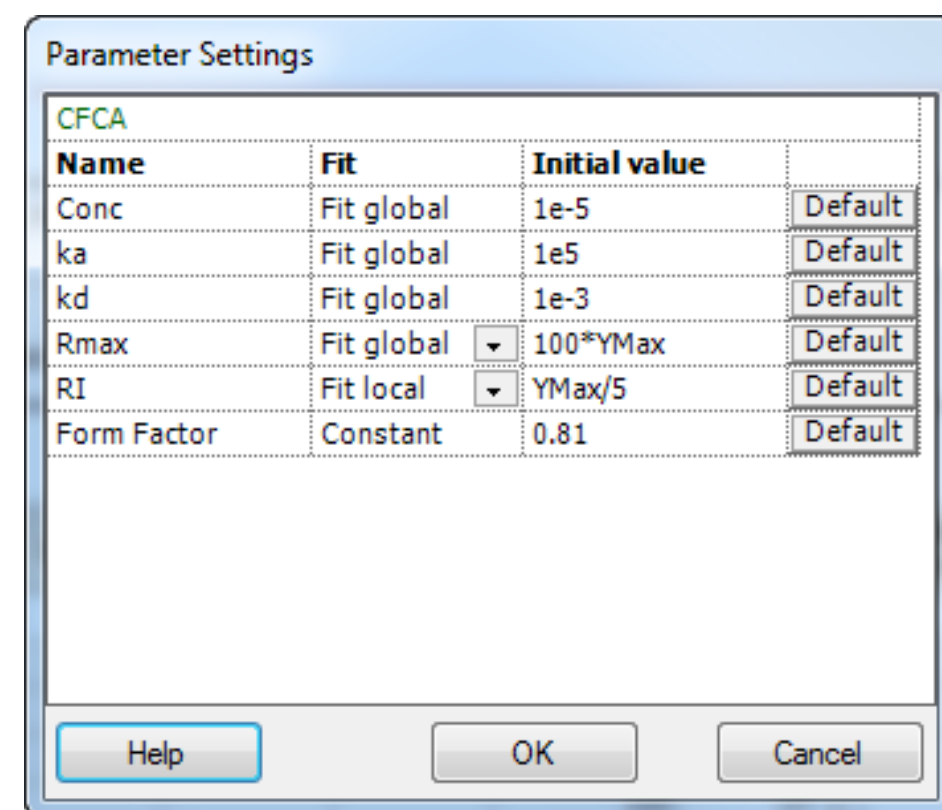 Parameter Settings
CFCA
Name Fit Initial value
Conc Fit global 1e-5 Default
ka Fit global 1e5 Default
kd Fit global 1e-3 Default
Rmax Fit global 100*YMax Default
RI Fit local YMax/5 Default
Form Factor Constant 0.81 Default
Help OK Cancel